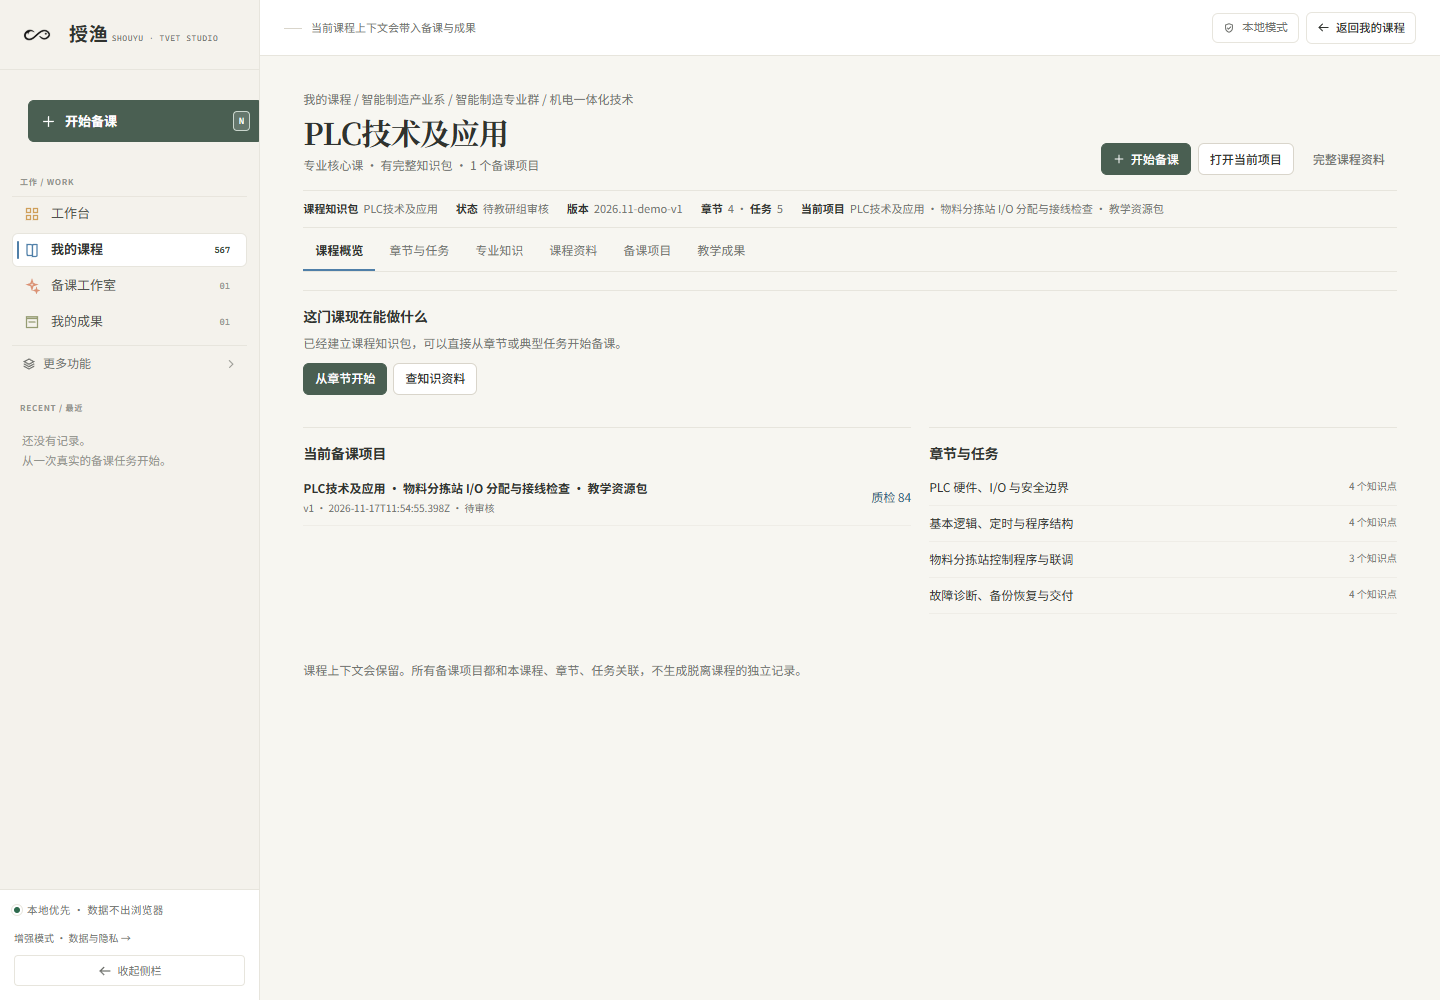 授渔 SHOUYU · TVET STUDIO
开始备课 N
工作 / WORK
工作台
我的课程 567
备课工作室 01
我的成果 01
更多功能
RECENT / 最近
还没有记录。
从一次真实的备课任务开始。
本地优先 · 数据不出浏览器
增强模式 · 数据与隐私 →
收起侧栏
当前课程上下文会带入备课与成果
本地模式
返回我的课程
我的课程 / 智能制造产业系 / 智能制造专业群 / 机电一体化技术
PLC技术及应用
专业核心课 · 有完整知识包 · 1 个备课项目
开始备课
打开当前项目
完整课程资料
课程知识包 PLC技术及应用 状态 待教研组审核 版本 2026.11-demo-v1 章节 4 · 任务 5 当前项目 PLC技术及应用 · 物料分拣站 I/O 分配与接线检查 · 教学资源包
课程概览 章节与任务 专业知识 课程资料 备课项目 教学成果
这门课现在能做什么
已经建立课程知识包，可以直接从章节或典型任务开始备课。
从章节开始 查知识资料
当前备课项目
PLC技术及应用 · 物料分拣站 I/O 分配与接线检查 · 教学资源包
v1 · 2026-11-17T11:54:55.398Z · 待审核
质检 84
章节与任务
PLC 硬件、I/O 与安全边界 4 个知识点
基本逻辑、定时与程序结构 4 个知识点
物料分拣站控制程序与联调 3 个知识点
故障诊断、备份恢复与交付 4 个知识点
课程上下文会保留。所有备课项目都和本课程、章节、任务关联，不生成脱离课程的独立记录。